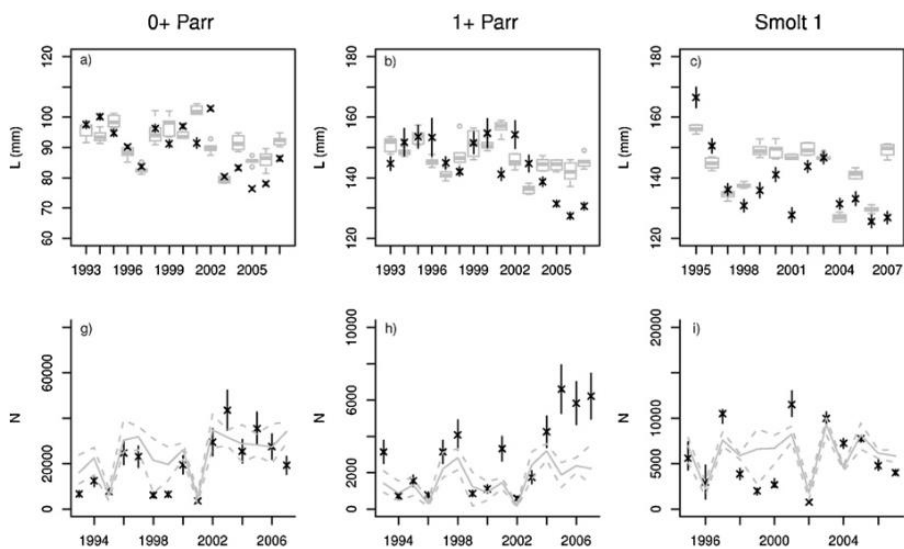 0+ Parr 1+ Parr Smolt 1
a) b) c)
L (mm) L (mm) L (mm)
120 110 100 90 80 70 60
180 160 140 120
180 160 140 120
1993 1996 1999 2002 2005
1993 1996 1999 2002 2005
1995 1998 2001 2004 2007
g) h) i)
N N N
60000 40000 20000 0
10000 6000 2000 0
20000 10000 5000 0
1994 1998 2002 2006
1994 1998 2002 2006
1996 2000 2004